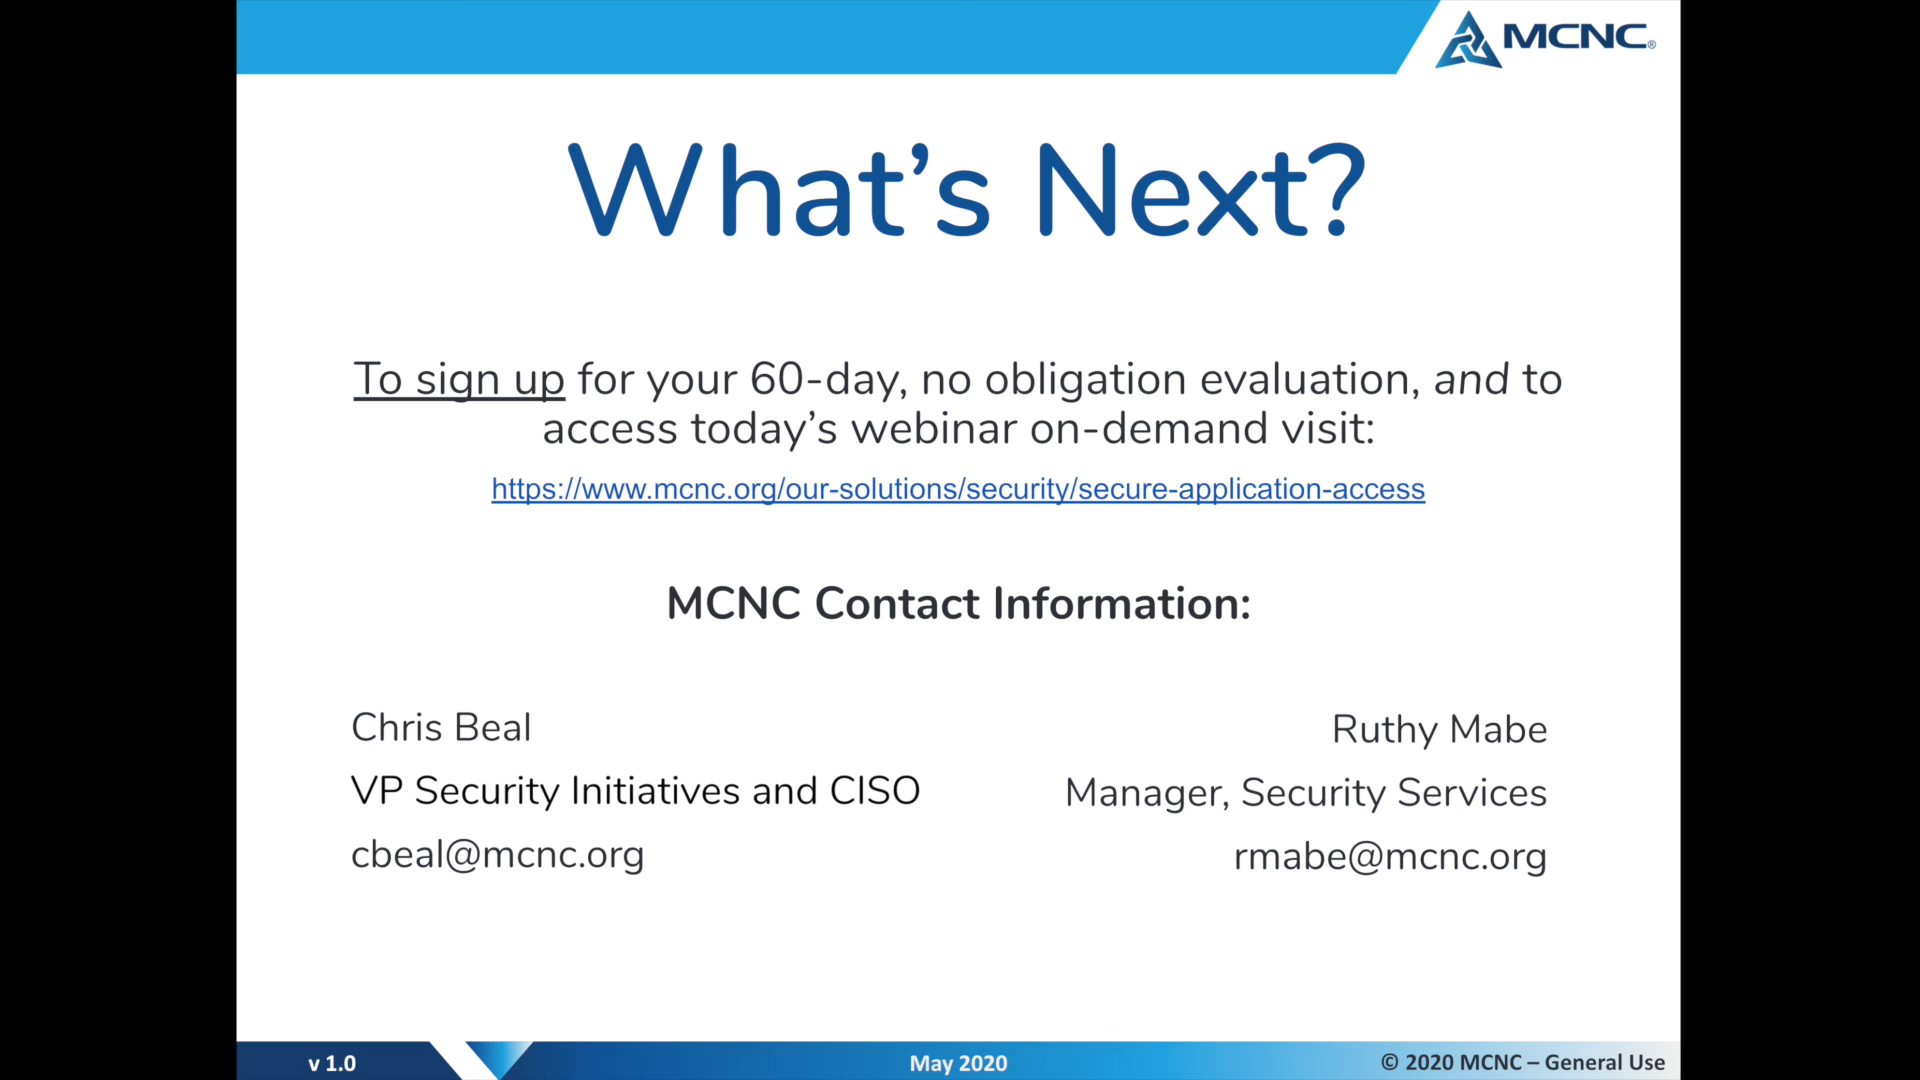 MCNC®
What's Next?
To sign up for your 60-day, no obligation evaluation, and to
access today's webinar on-demand visit:
https://www.mcnc.org/our-solutions/security/secure-application-access
MCNC Contact Information:
Chris Beal
VP Security Initiatives and CISO
cbeal@mcnc.org
Ruthy Mabe
Manager, Security Services
rmabe@mcnc.org
v 1.0
May 2020
© 2020 MCNC – General Use